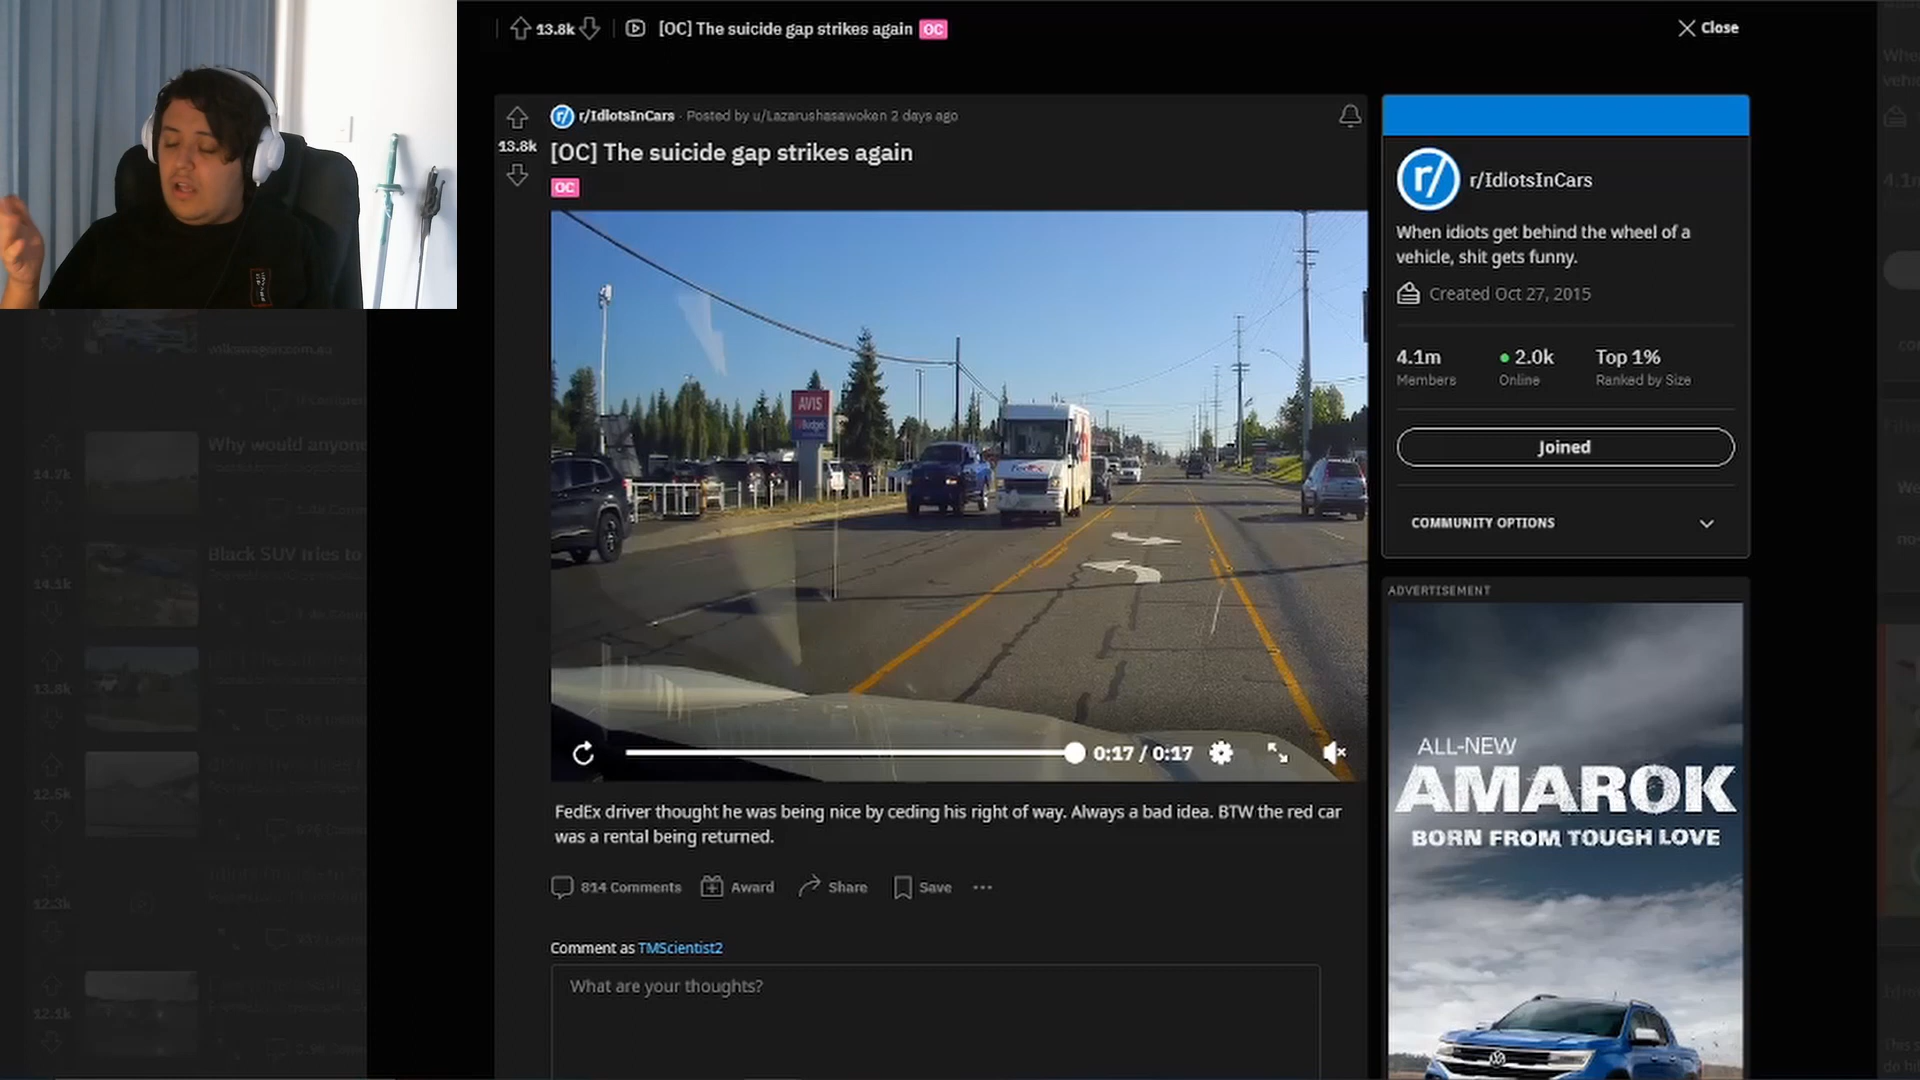 13.8k
[OC] The suicide gap strikes again OC
Close
13.8k
r/IdiotsInCars · Posted by u/Lazarushasawoken 2 days ago
[OC] The suicide gap strikes again
OC
AVIS
Budget
FedEx
0:17 / 0:17
FedEx driver thought he was being nice by ceding his right of way. Always a bad idea. BTW the red car
was a rental being returned.
814 Comments
Award
Share
Save
Comment as TMScientist2
What are your thoughts?
r/IdiotsInCars
When idiots get behind the wheel of a
vehicle, shit gets funny.
Created Oct 27, 2015
4.1m
Members
2.0k
Online
Top 1%
Ranked by Size
Joined
COMMUNITY OPTIONS
ADVERTISEMENT
ALL-NEW
AMAROK
BORN FROM TOUGH LOVE
volkswagen.com.au
14.7k
Why would anyone
14.1k
Black SUV tries to
13.8k
12.5k
12.3k
12.1k